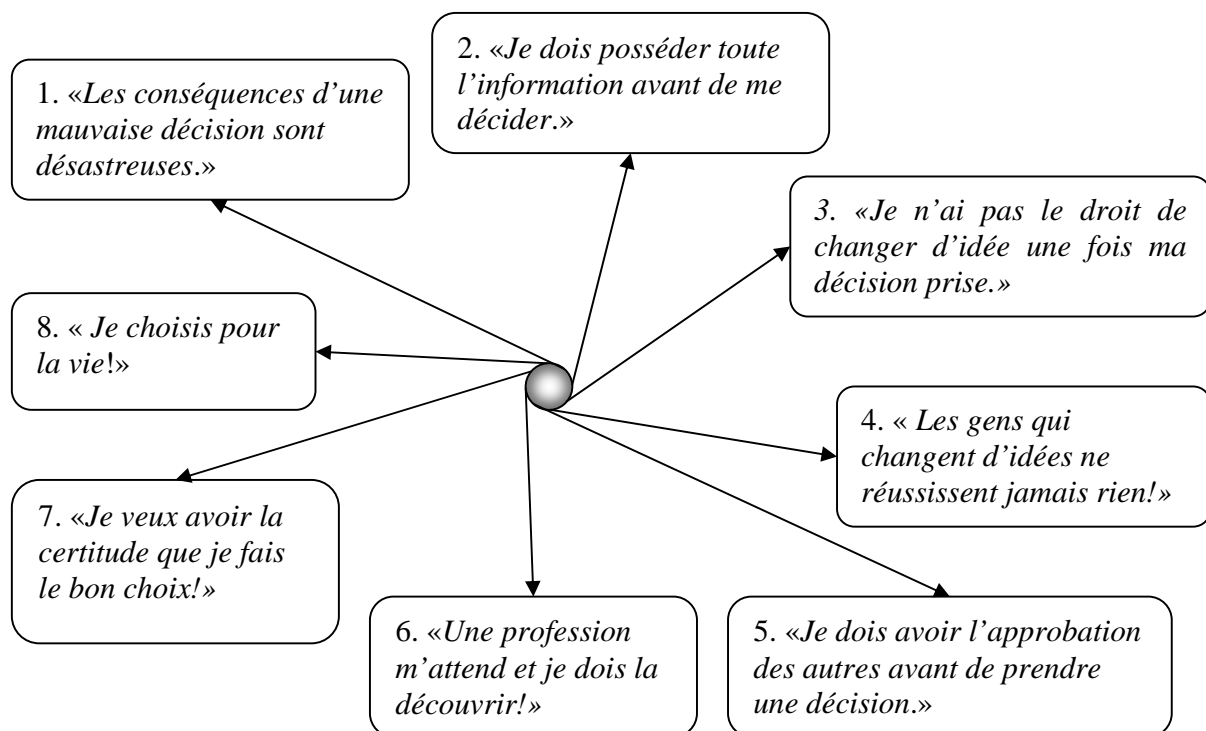 1. «Les conséquences d’une
mauvaise décision sont
désastreuses.»
2. «Je dois posséder toute
l’information avant de me
décider.»
3. «Je n’ai pas le droit de
changer d’idée une fois ma
décision prise.»
4. « Les gens qui
changent d’idées ne
réussissent jamais rien!»
5. «Je dois avoir l’approbation
des autres avant de prendre
une décision.»
6. «Une profession
m’attend et je dois la
découvrir!»
7. «Je veux avoir la
certitude que je fais
le bon choix!»
8. « Je choisis pour
la vie!»